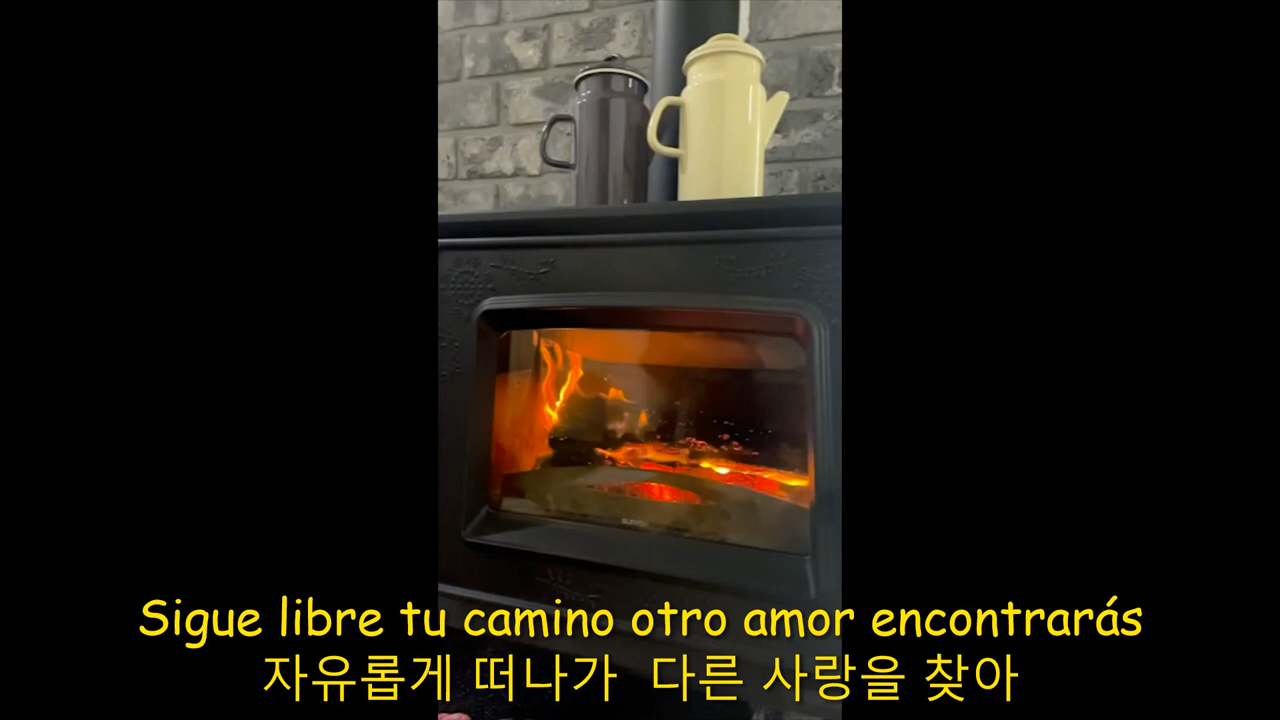 Sigue libre tu camino otro amor encontrarás
자유롭게 떠나가 다른 사랑을 찾아